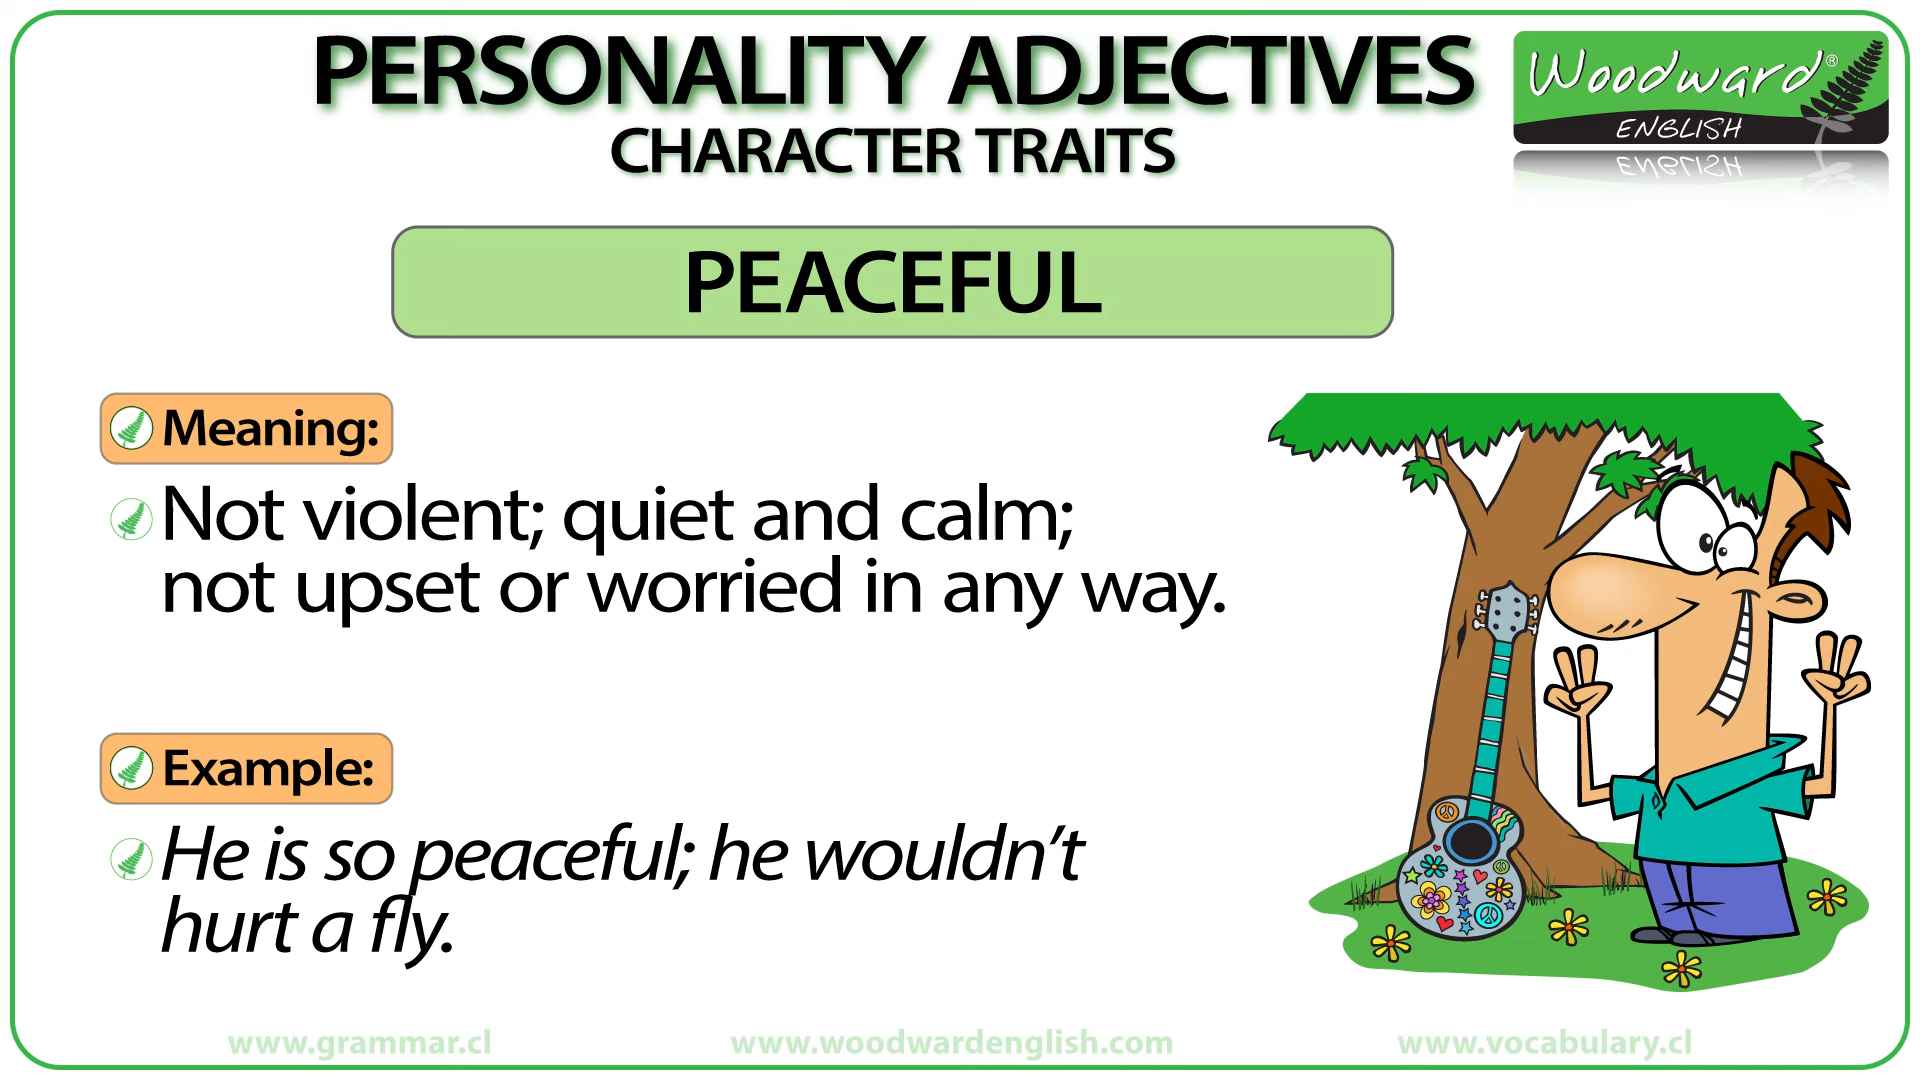 PERSONALITY ADJECTIVES
CHARACTER TRAITS
Woodward®
ENGLISH
PEACEFUL
Meaning:
Not violent; quiet and calm;
not upset or worried in any way.
Example:
He is so peaceful; he wouldn’t
hurt a fly.
www.grammar.cl
www.woodwardenglish.com
www.vocabulary.cl